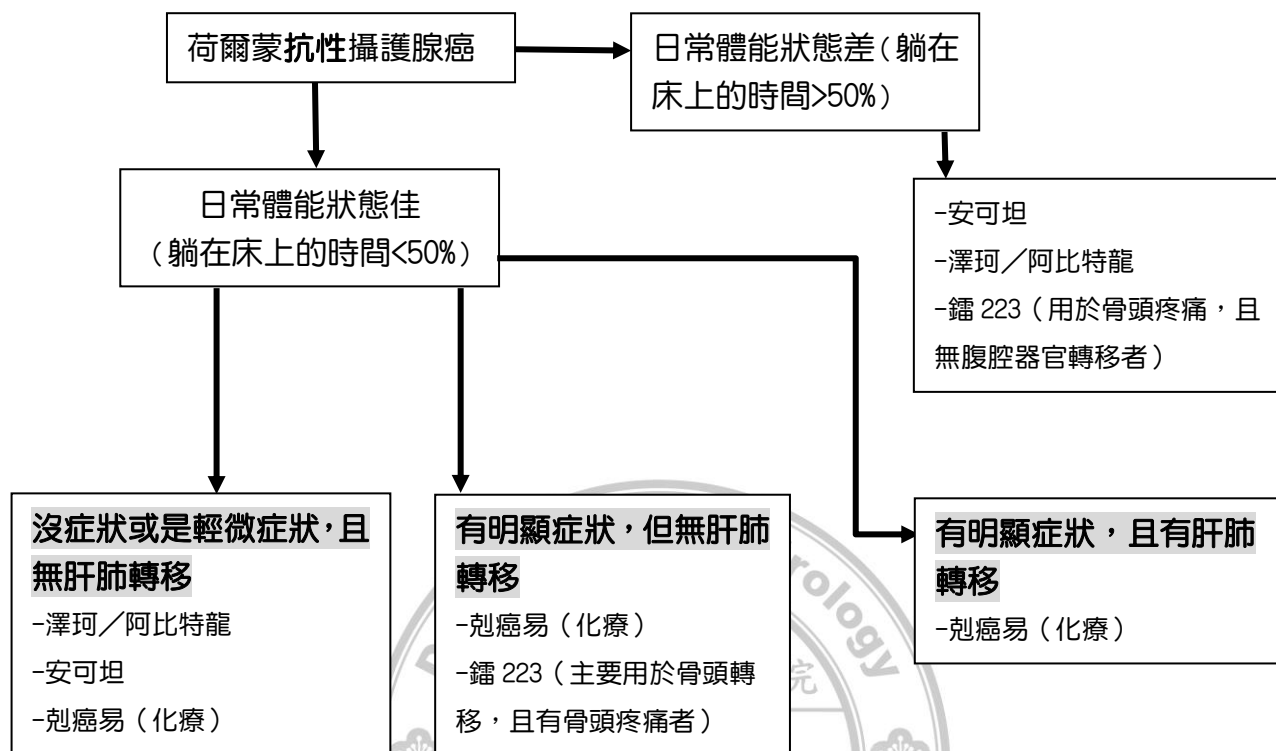 荷爾蒙抗性攝護腺癌
日常體能狀態差（躺在
床上的時間>50%）
日常體能狀態佳
（躺在床上的時間<50%）
-安可坦
-澤珂／阿比特龍
-鐳 223（用於骨頭疼痛，且
無腹腔器官轉移者）
沒症狀或是輕微症狀，且
無肝肺轉移
-澤珂／阿比特龍
-安可坦
-剋癌易（化療）
有明顯症狀，但無肝肺
轉移
-剋癌易（化療）
-鐳 223（主要用於骨頭轉
移，且有骨頭疼痛者）
有明顯症狀，且有肝肺
轉移
-剋癌易（化療）
rology
院